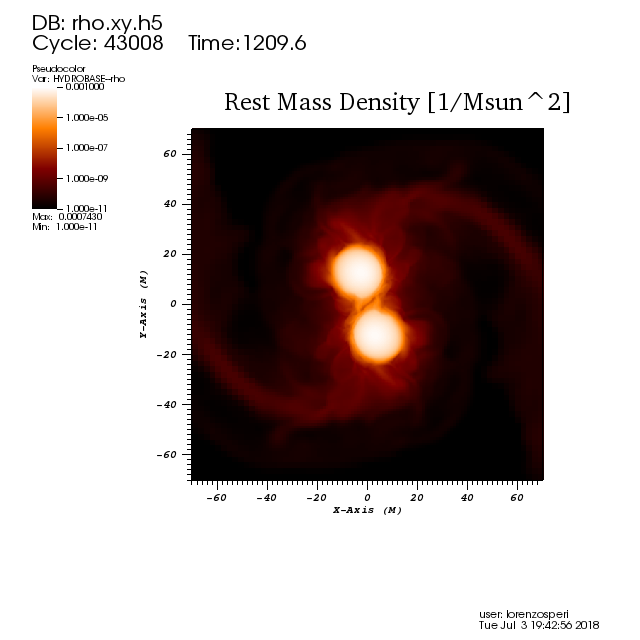 DB: rho.xy.h5
Cycle: 43008 Time:1209.6
Pseudocolor
Var: HYDROBASE--rho
0.001000
1.000e-05
1.000e-07
1.000e-09
1.000e-11
Max: 0.0007430
Min: 1.000e-11
Rest Mass Density [1/Msun^2]
60
40
20
0
-20
-40
-60
Y-Axis (M)
-60 -40 -20 0 20 40 60
X-Axis (M)
user: lorenzosperi
Tue Jul 3 19:42:56 2018